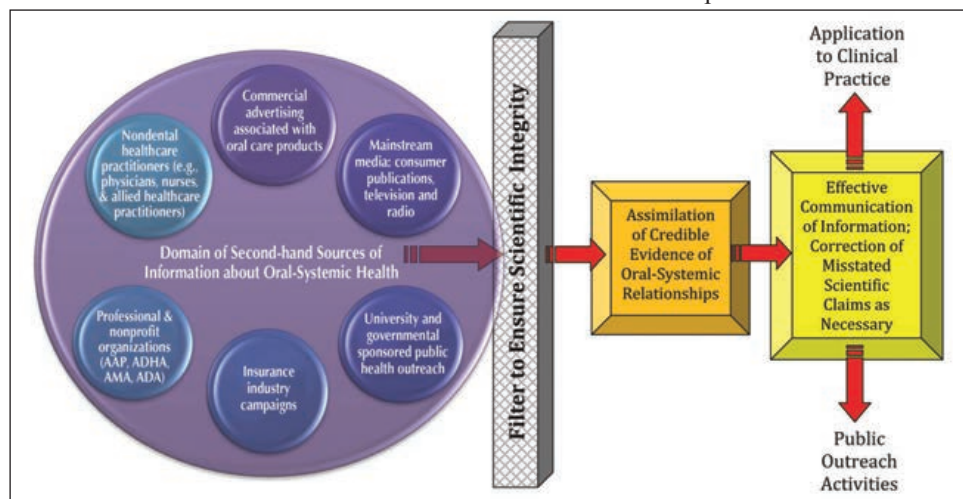 Commercial
advertising
associated with
oral care products
Nondental
healthcare
practitioners (e.g.,
physicians, nurses,
& allied healthcare
practitioners)
Mainstream
media: consumer
publications,
television and
radio
Domain of Second-hand Sources of
Information about Oral-Systemic Health
Professional &
nonprofit
organizations
(AAP, ADHA,
AMA, ADA)
Insurance
industry
campaigns
University and
governmental
sponsored public
health outreach
Filter to Ensure Scientific Integrity
Assimilation
of Credible
Evidence of
Oral-Systemic
Relationships
Application
to Clinical
Practice
Effective
Communication
of Information;
Correction of
Misstated
Scientific
Claims as
Necessary
Public
Outreach
Activities